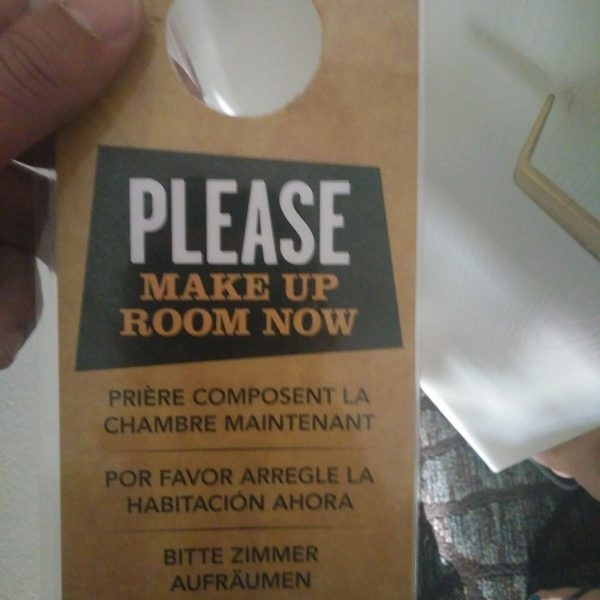 PLEASE
MAKE UP
ROOM NOW
PRIÈRE COMPOSENT LA
CHAMBRE MAINTENANT
POR FAVOR ARREGLE LA
HABITACIÓN AHORA
BITTE ZIMMER
AUFRÄUMEN